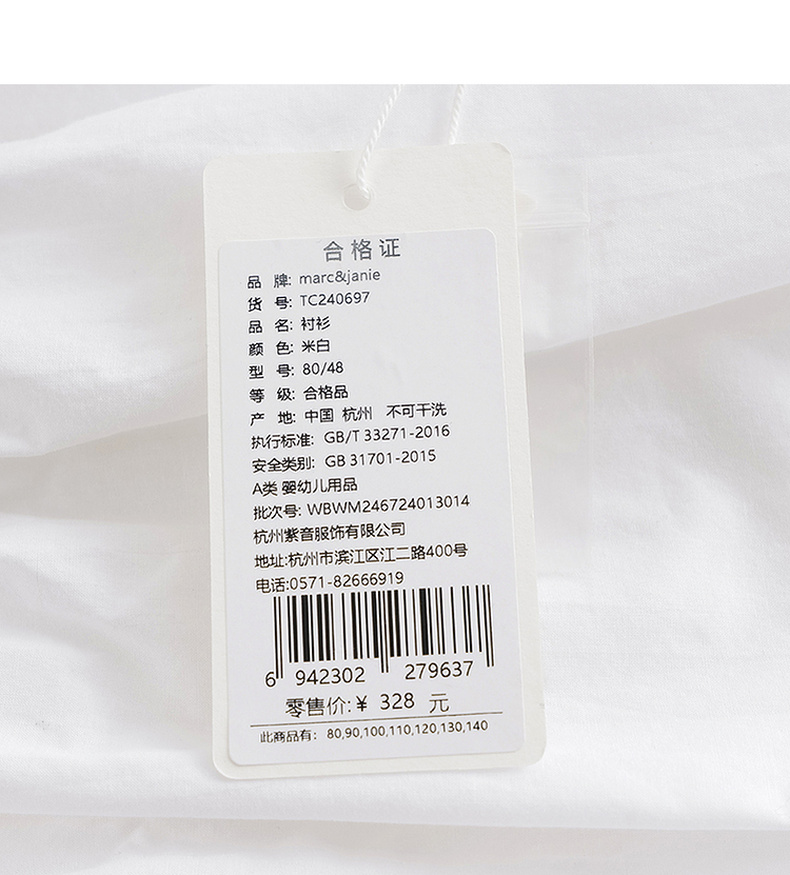 合格证
品 牌: marc&janie
货 号: TC240697
品 名: 衬衫
颜 色: 米白
型 号: 80/48
等 级: 合格品
产 地: 中国 杭州 不可干洗
执行标准: GB/T 33271-2016
安全类别: GB 31701-2015
A类 婴幼儿用品
批次号: WBWM246724013014
杭州紫音服饰有限公司
地址:杭州市滨江区江二路400号
电话:0571-82666919
6 942302 279637
零售价:¥ 328 元
此商品有: 80,90,100,110,120,130,140